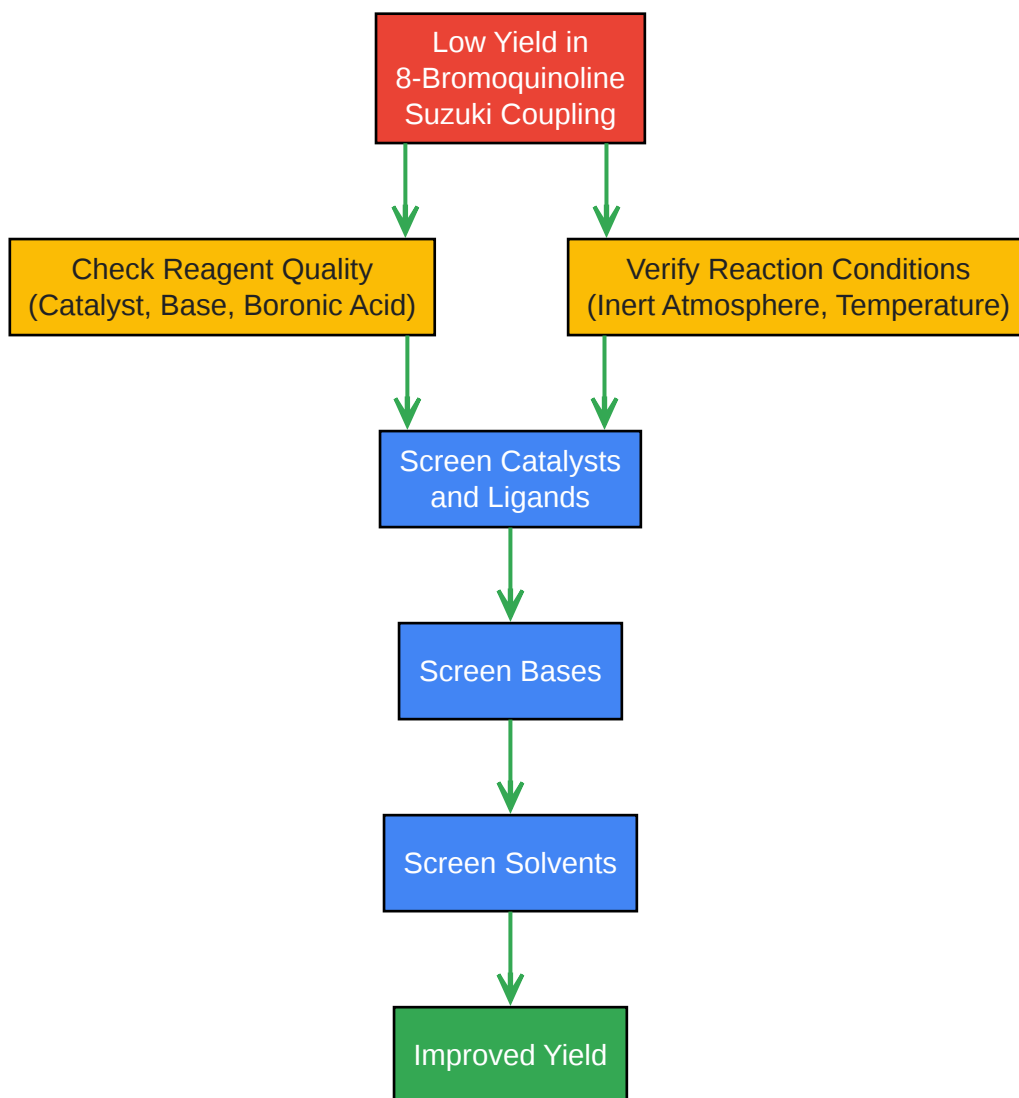 Low Yield in
8-Bromoquinoline
Suzuki Coupling
Check Reagent Quality
(Catalyst, Base, Boronic Acid)
Verify Reaction Conditions
(Inert Atmosphere, Temperature)
Screen Catalysts
and Ligands
Screen Bases
Screen Solvents
Improved Yield